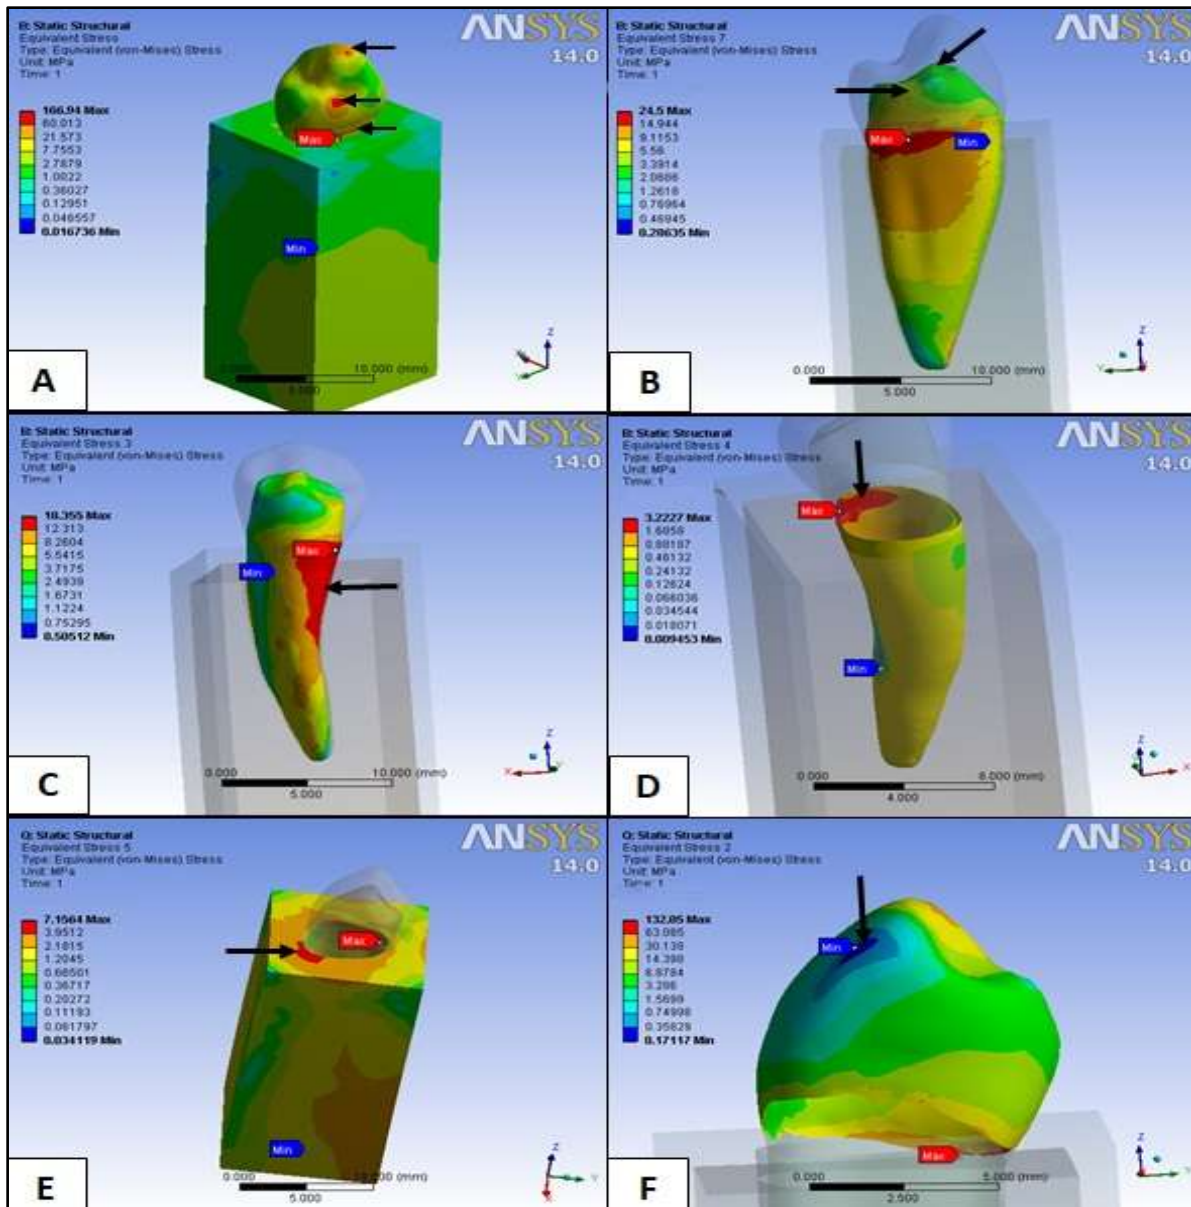 B: Static Structural
Equivalent Stress
Type: Equivalent (von-Mises) Stress
Unit: MPa
Time: 1
ANSYS
14.0
166.94 Max
60.013
21.573
7.7553
2.7879
1.0022
0.36027
0.12951
0.046557
0.016736 Min
Max
Min
10.000 (mm)
5.000
A
B: Static Structural
Equivalent Stress 7
Type: Equivalent (von-Mises) Stress
Unit: MPa
Time: 1
ANSYS
14.0
24.5 Max
14.944
9.1153
5.56
3.3914
2.0686
1.2618
0.76964
0.46945
0.28635 Min
Max
Min
0.000
10.000 (mm)
5.000
B
B: Static Structural
Equivalent Stress 3
Type: Equivalent (von-Mises) Stress
Unit: MPa
Time: 1
ANSYS
14.0
18.355 Max
12.313
8.2604
5.5415
3.7175
2.4939
1.6731
1.1224
0.75295
0.50512 Min
Max
Min
0.000
10.000 (mm)
5.000
C
B: Static Structural
Equivalent Stress 4
Type: Equivalent (von-Mises) Stress
Unit: MPa
Time: 1
ANSYS
14.0
3.2227 Max
1.6858
0.88187
0.46132
0.24132
0.12624
0.066036
0.034544
0.018071
0.009453 Min
Max
Min
0.000
8.000 (mm)
4.000
D
Q: Static Structural
Equivalent Stress 5
Type: Equivalent (von-Mises) Stress
Unit: MPa
Time: 1
ANSYS
14.0
7.1564 Max
3.9512
2.1815
1.2045
0.66501
0.36717
0.20272
0.11193
0.061797
0.034119 Min
Max
Min
0.000
5.000
E
Q: Static Structural
Equivalent Stress 2
Type: Equivalent (von-Mises) Stress
Unit: MPa
Time: 1
ANSYS
14.0
132.05 Max
63.085
30.138
14.398
6.8784
3.286
1.5699
0.74998
0.35829
0.17117 Min
Min
Max
0.000
5.000 (mm)
2.500
F